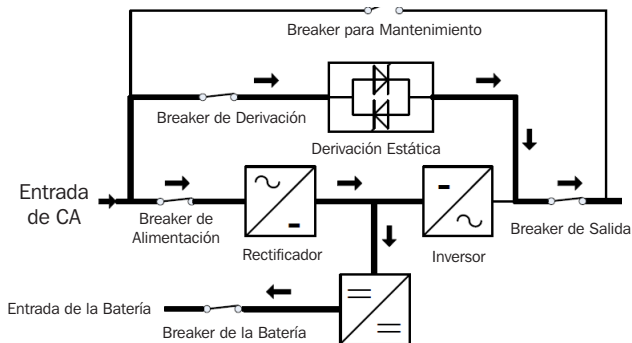 Breaker para Mantenimiento
Breaker de Derivación
Derivación Estática
Entrada
de CA
Breaker de
Alimentación
Rectificador
Inversor
Breaker de Salida
Entrada de la Batería
Breaker de la Batería